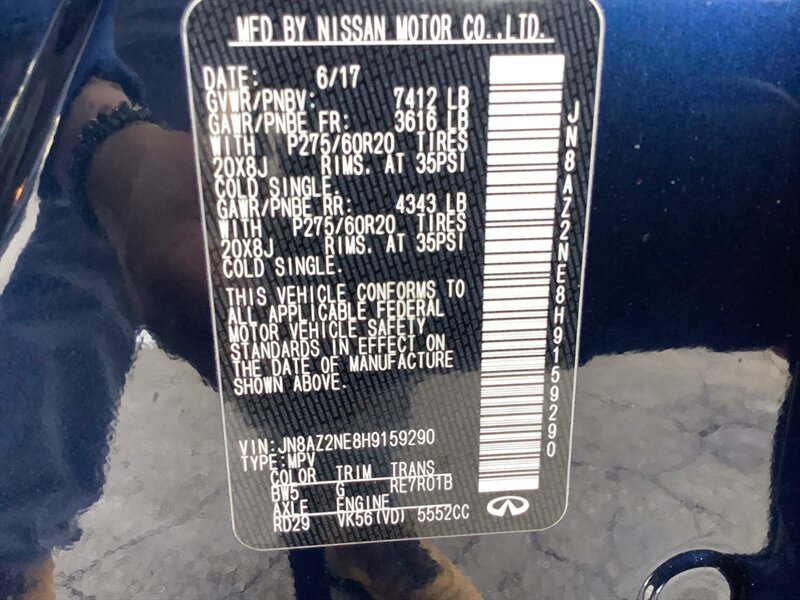 MFD BY NISSAN MOTOR CO.,LTD.
DATE: 6/17
GVWR/PNBV: 7412 LB
GAWR/PNBE FR: 3616 LB
WITH P275/60R20 TIRES
20X8J RIMS. AT 35PSI
COLD SINGLE.
GAWR/PNBE RR: 4343 LB
WITH P275/60R20 TIRES
20X8J RIMS. AT 35PSI
COLD SINGLE.
THIS VEHICLE CONFORMS TO
ALL APPLICABLE FEDERAL
MOTOR VEHICLE SAFETY
STANDARDS IN EFFECT ON
THE DATE OF MANUFACTURE
SHOWN ABOVE.
VIN:JN8AZ2NE8H9159290
TYPE:MPV
COLOR TRIM TRANS
BW5 G RE7R01B
AXLE ENGINE
RD29 VK56(VD) 5552CC
JN8AZ2NE8H9159290